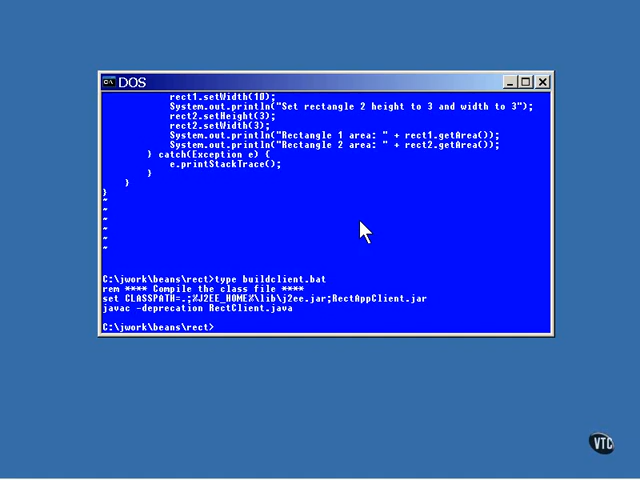 DOS
rect1.setWidth(10);
System.out.println("Set rectangle 2 height to 3 and width to 3");
rect2.setHeight(3);
rect2.setWidth(3);
System.out.println("Rectangle 1 area: " + rect1.getArea());
System.out.println("Rectangle 2 area: " + rect2.getArea());
} catch(Exception e) {
e.printStackTrace();
}
}
}
~
~
~
~
~
~
C:\jwork\beans\rect>type buildclient.bat
rem **** Compile the class file ****
set CLASSPATH=.;%J2EE_HOME%\lib\j2ee.jar;RectAppClient.jar
javac -deprecation RectClient.java
C:\jwork\beans\rect>
VTC